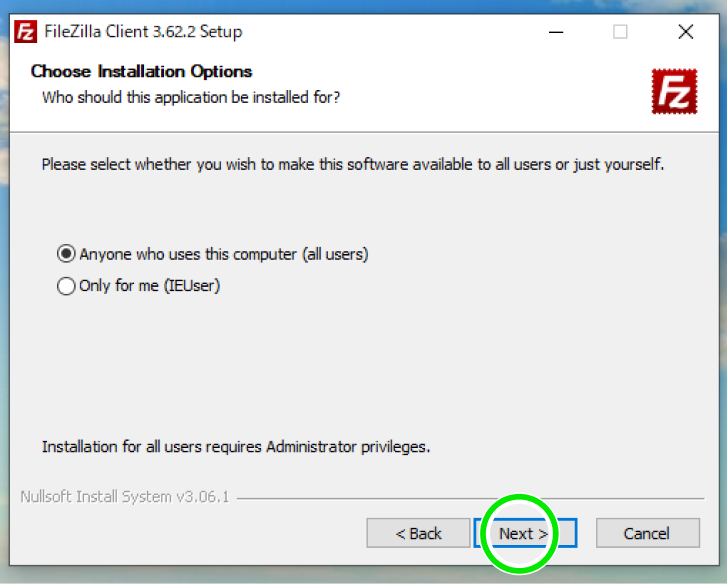 FileZilla Client 3.62.2 Setup
Choose Installation Options
Who should this application be installed for?
Fz
Please select whether you wish to make this software available to all users or just yourself.
Anyone who uses this computer (all users)
Only for me (IEUser)
Installation for all users requires Administrator privileges.
Nullsoft Install System v3.06.1
< Back
Next >
Cancel